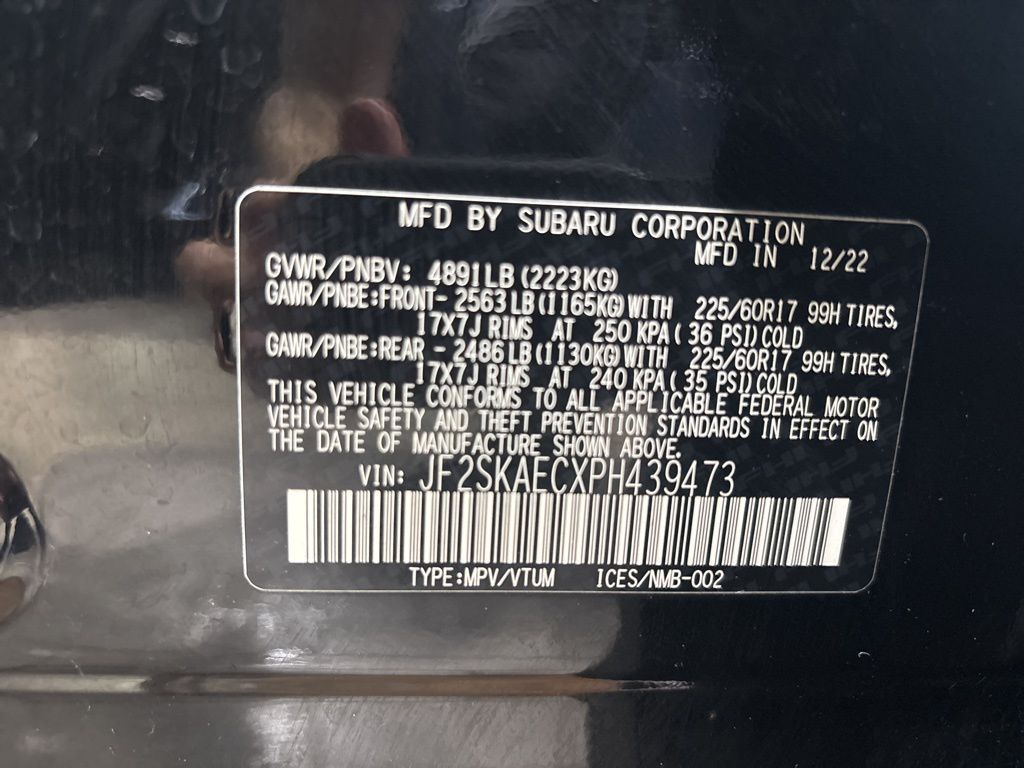 MFD BY SUBARU CORPORATION
MFD IN 12/22
GVWR/PNBV: 4891LB (2223KG)
GAWR/PNBE:FRONT- 2563LB(1165KG)WITH 225/60R17 99H TIRES,
17X7J RIMS AT 250 KPA( 36 PSI)COLD
GAWR/PNBE:REAR - 2486LB(1130KG)WITH 225/60R17 99H TIRES,
17X7J RIMS AT 240 KPA( 35 PSI)COLD
THIS VEHICLE CONFORMS TO ALL APPLICABLE FEDERAL MOTOR
VEHICLE SAFETY AND THEFT PREVENTION STANDARDS IN EFFECT ON
THE DATE OF MANUFACTURE SHOWN ABOVE.
VIN: JF2SKAECXPH439473
TYPE:MPV/VTUM ICES/NMB-002